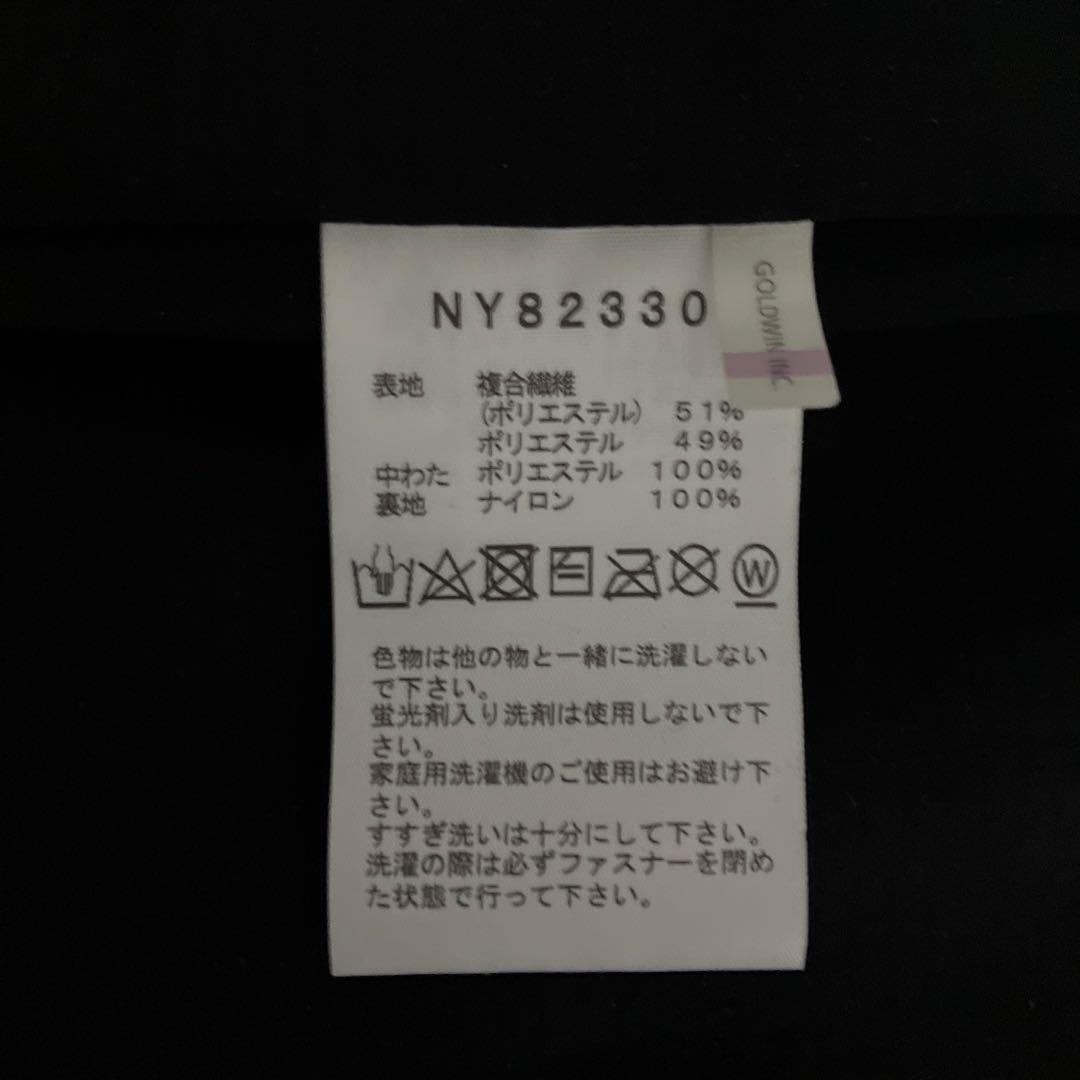 NY82330
GOLDWIN INC
表地 複合繊維
(ポリエステル) 51%
ポリエステル 49%
中わた ポリエステル 100%
裏地 ナイロン 100%
W
色物は他の物と一緒に洗濯しない
で下さい。
蛍光剤入り洗剤は使用しないで下
さい。
家庭用洗濯機のご使用はお避け下
さい。
すすぎ洗いは十分にして下さい。
洗濯の際は必ずファスナーを閉め
た状態で行って下さい。